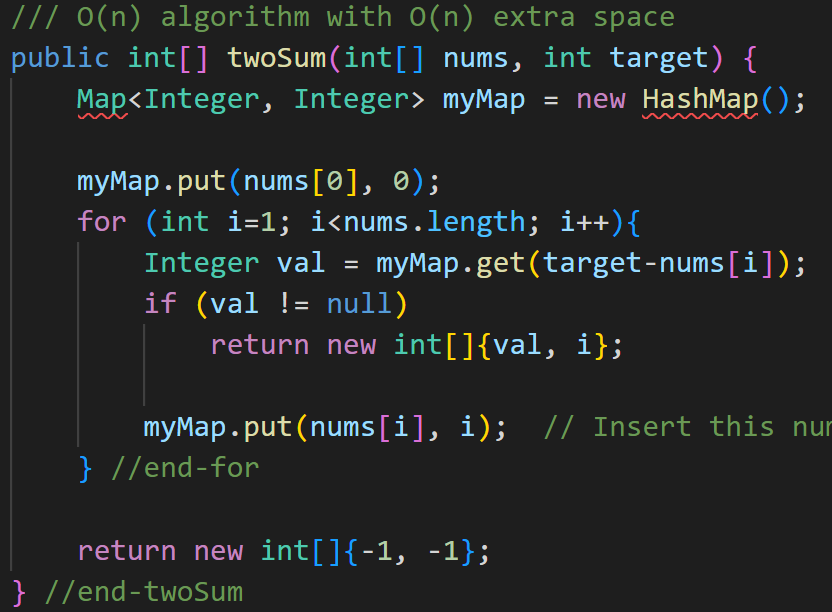 /// O(n) algorithm with O(n) extra space
public int[] twoSum(int[] nums, int target) {
Map<Integer, Integer> myMap = new HashMap();
myMap.put(nums[0], 0);
for (int i=1; i<nums.length; i++){
Integer val = myMap.get(target-nums[i]);
if (val != null)
return new int[]{val, i};
myMap.put(nums[i], i);  // Insert this
} //end-for
return new int[]{-1, -1};
} //end-twoSum